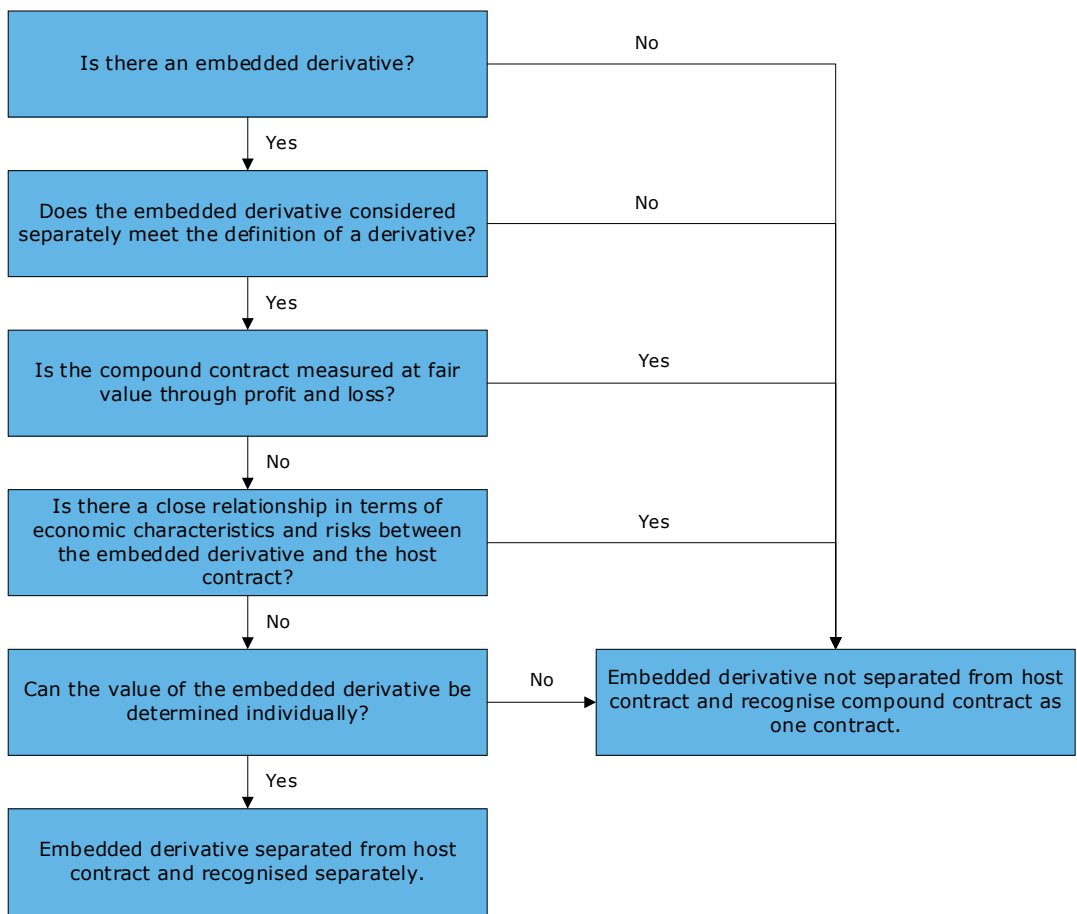 Is there an embedded derivative?
No
Yes
Does the embedded derivative considered
separately meet the definition of a derivative?
No
Yes
Is the compound contract measured at fair
value through profit and loss?
Yes
No
Is there a close relationship in terms of
economic characteristics and risks between
the embedded derivative and the host
contract?
Yes
No
Can the value of the embedded derivative be
determined individually?
No
Embedded derivative not separated from host
contract and recognise compound contract as
one contract.
Yes
Embedded derivative separated from host
contract and recognised separately.